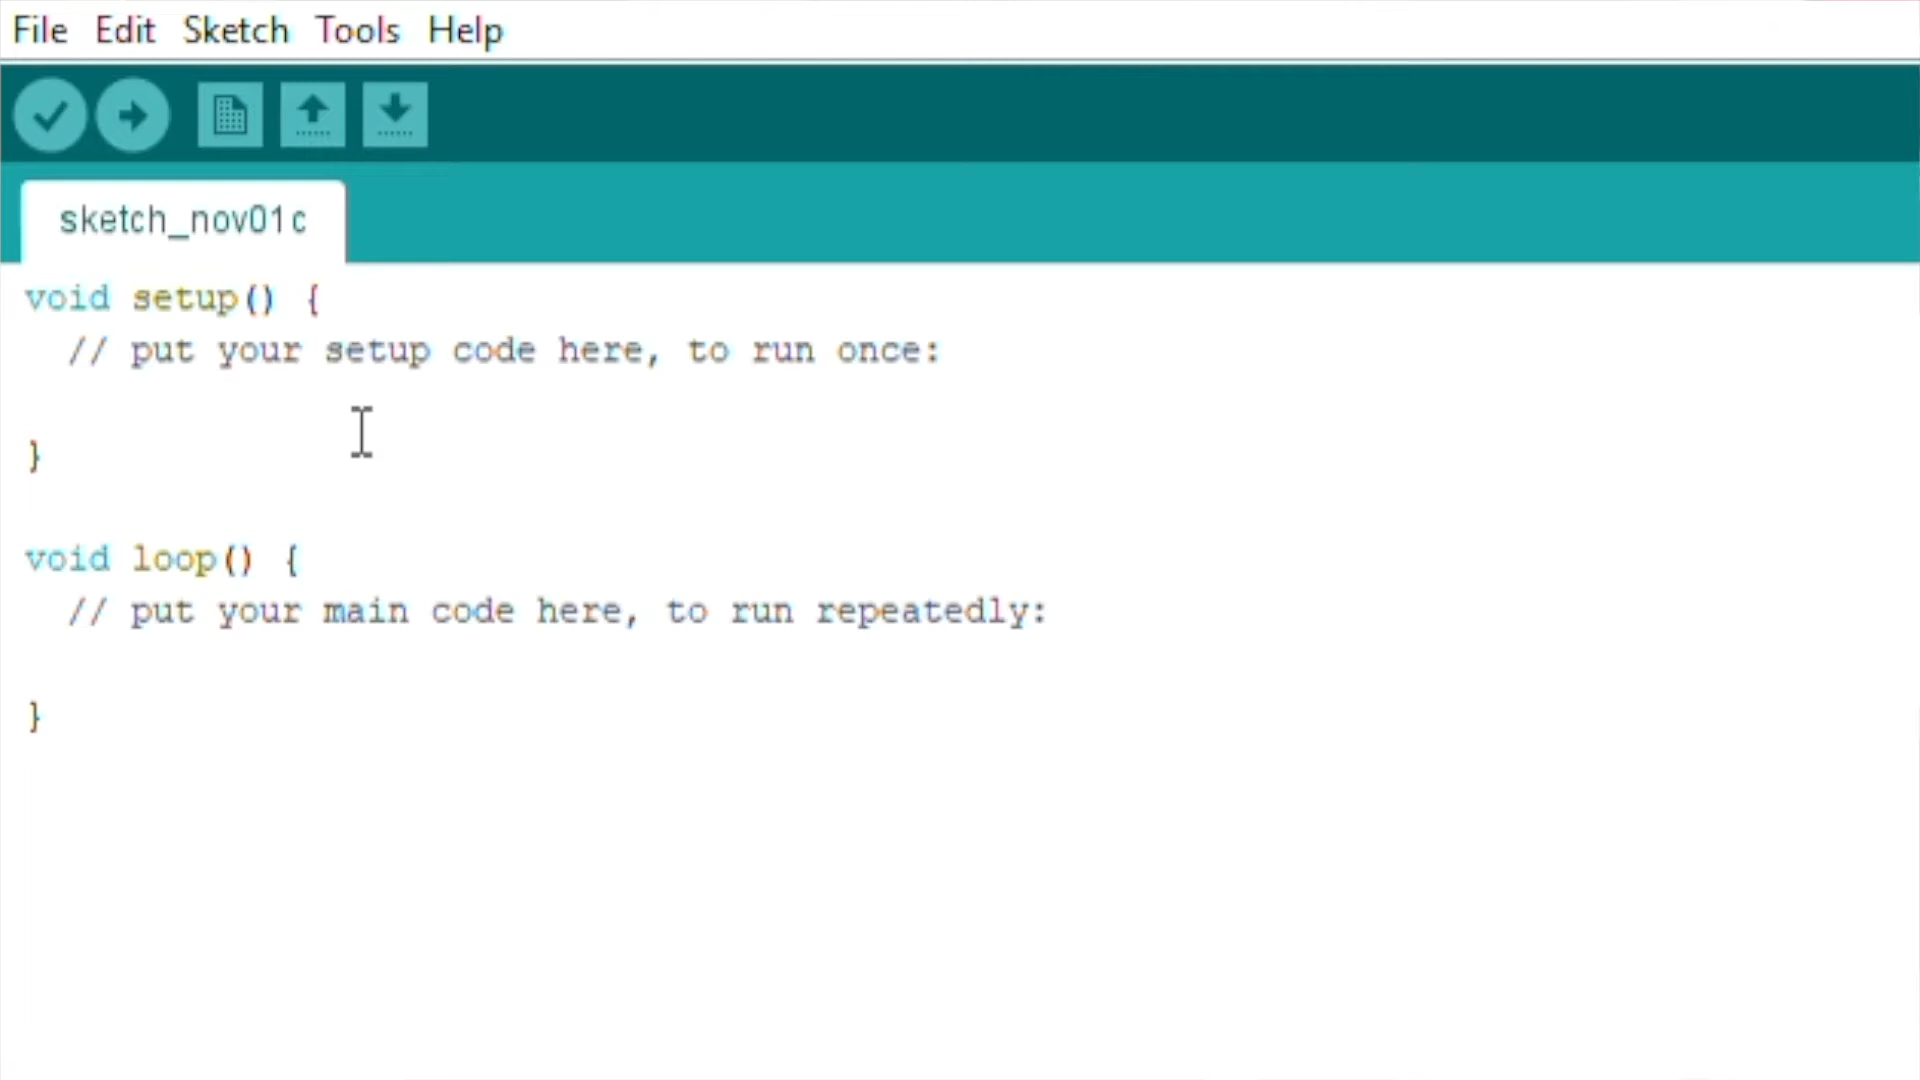 File Edit Sketch Tools Help
sketch_nov01c
void setup() {
  // put your setup code here, to run once:
}
void loop() {
  // put your main code here, to run repeatedly:
}